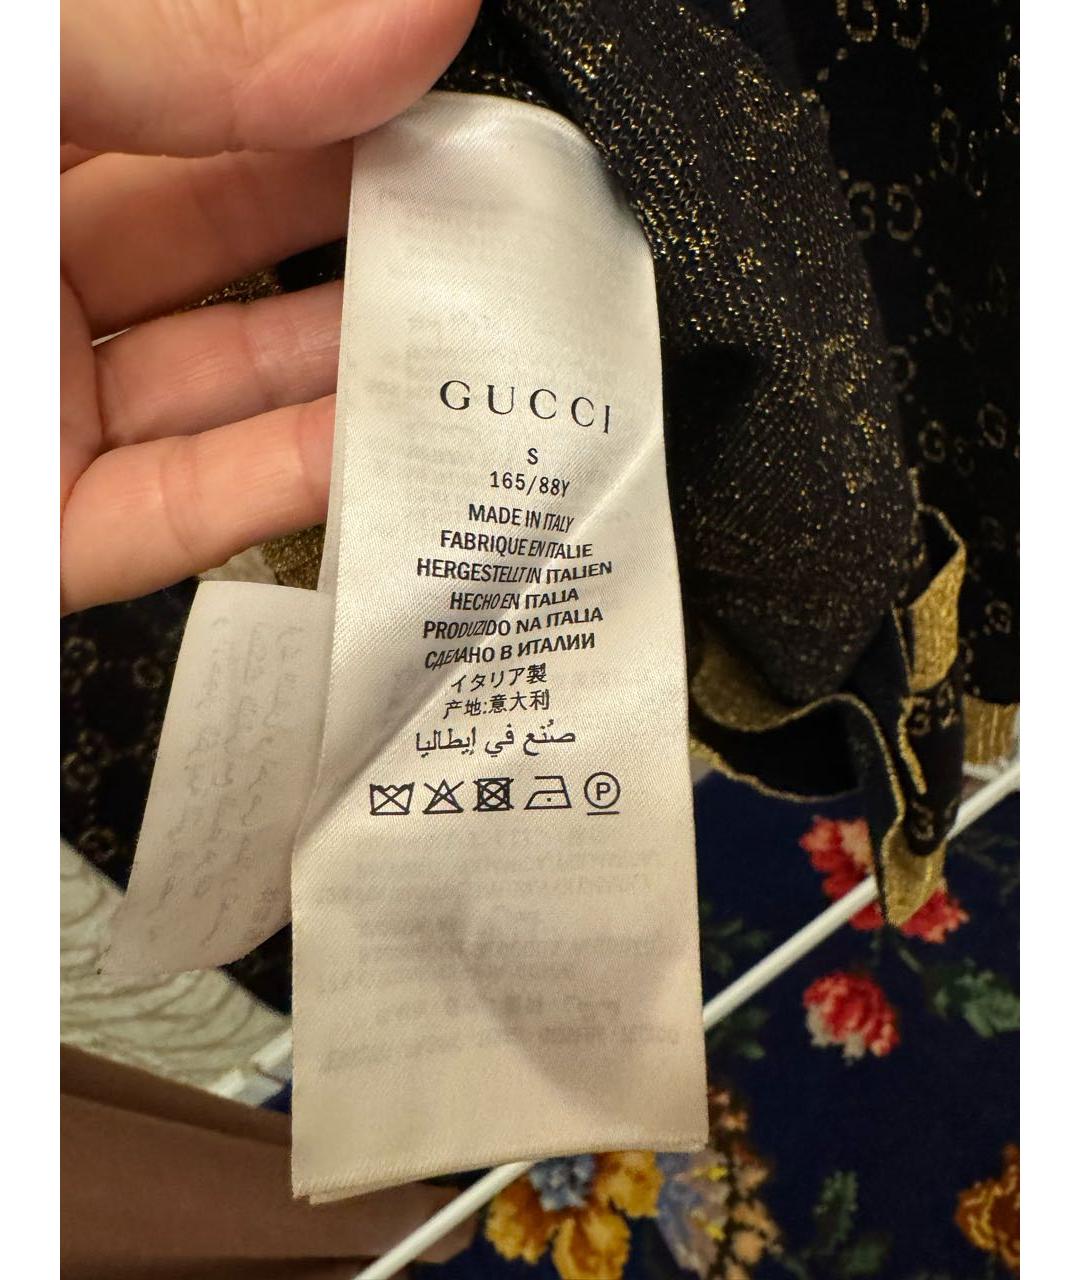 GUCCI
S
165/88Y
MADE IN ITALY
FABRIQUE EN ITALIE
HERGESTELLT IN ITALIEN
HECHO EN ITALIA
PRODUZIDO NA ITALIA
СДЕЛАНО В ИТАЛИИ
イタリア製
产地:意大利
صُنع في إيطاليا
P